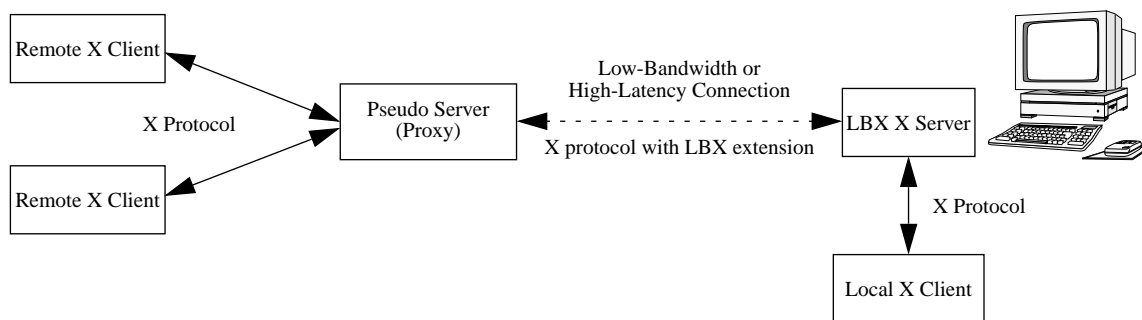 Remote X Client
X Protocol
Remote X Client
Pseudo Server
(Proxy)
Low-Bandwidth or
High-Latency Connection
X protocol with LBX extension
LBX X Server
X Protocol
Local X Client